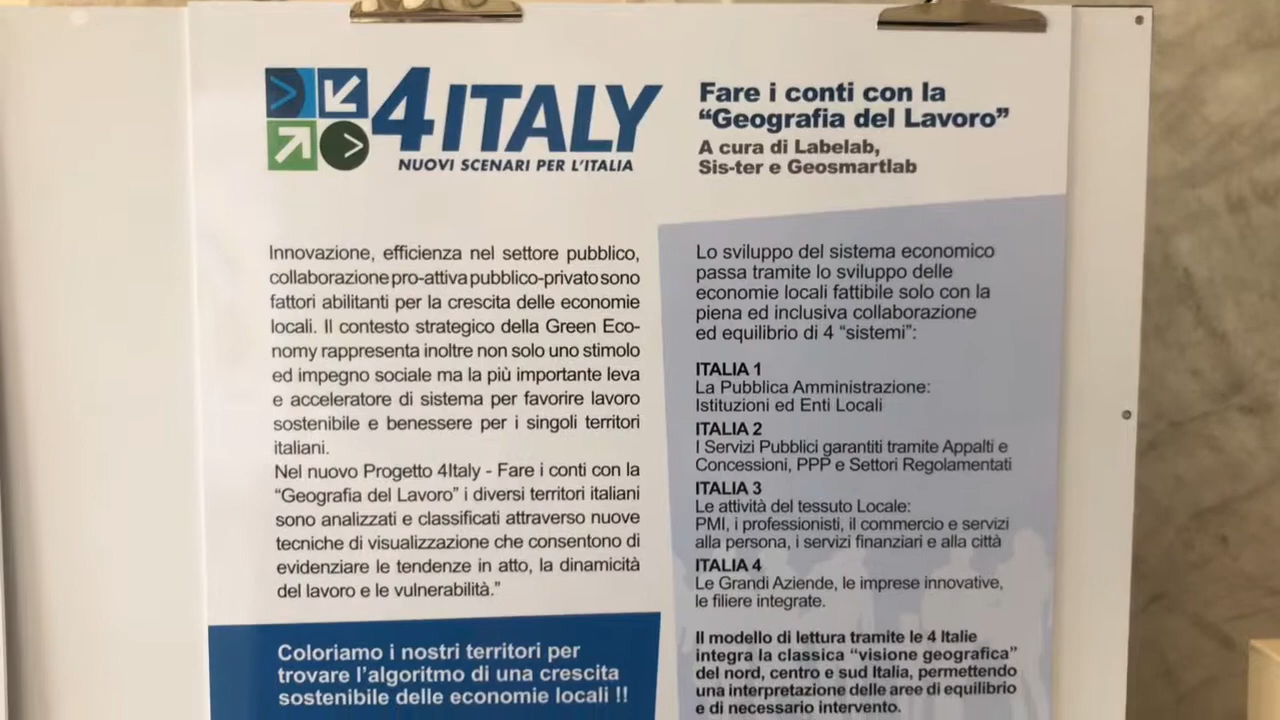 4ITALY
NUOVI SCENARI PER L'ITALIA
Innovazione, efficienza nel settore pubblico,
collaborazione pro-attiva pubblico-privato sono
fattori abilitanti per la crescita delle economie
locali. Il contesto strategico della Green Eco-
nomy rappresenta inoltre non solo uno stimolo
ed impegno sociale ma la più importante leva
e acceleratore di sistema per favorire lavoro
sostenibile e benessere per i singoli territori
italiani.
Nel nuovo Progetto 4Italy - Fare i conti con la
“Geografia del Lavoro” i diversi territori italiani
sono analizzati e classificati attraverso nuove
tecniche di visualizzazione che consentono di
evidenziare le tendenze in atto, la dinamicità
del lavoro e le vulnerabilità.”
Coloriamo i nostri territori per
trovare l'algoritmo di una crescita
sostenibile delle economie locali !!
Fare i conti con la
“Geografia del Lavoro”
A cura di Labelab,
Sis-ter e Geosmartlab
Lo sviluppo del sistema economico
passa tramite lo sviluppo delle
economie locali fattibile solo con la
piena ed inclusiva collaborazione
ed equilibrio di 4 “sistemi”:
ITALIA 1
La Pubblica Amministrazione:
Istituzioni ed Enti Locali
ITALIA 2
I Servizi Pubblici garantiti tramite Appalti e
Concessioni, PPP e Settori Regolamentati
ITALIA 3
Le attività del tessuto Locale:
PMI, i professionisti, il commercio e servizi
alla persona, i servizi finanziari e alla città
ITALIA 4
Le Grandi Aziende, le imprese innovative,
le filiere integrate.
Il modello di lettura tramite le 4 Italie
integra la classica “visione geografica”
del nord, centro e sud Italia, permettendo
una interpretazione delle aree di equilibrio
e di necessario intervento.